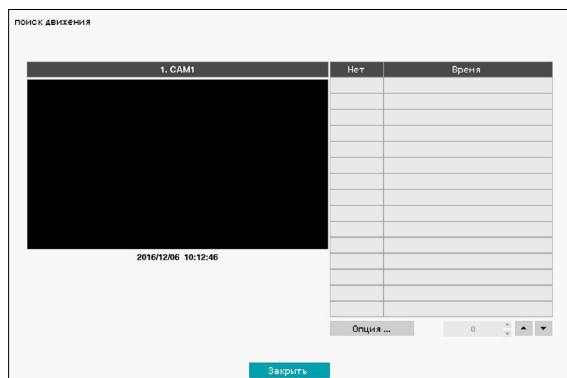 поиск движения
1. CAM1 Нет Время
2016/12/06 10:12:46
Опция ... 0
Закрыть